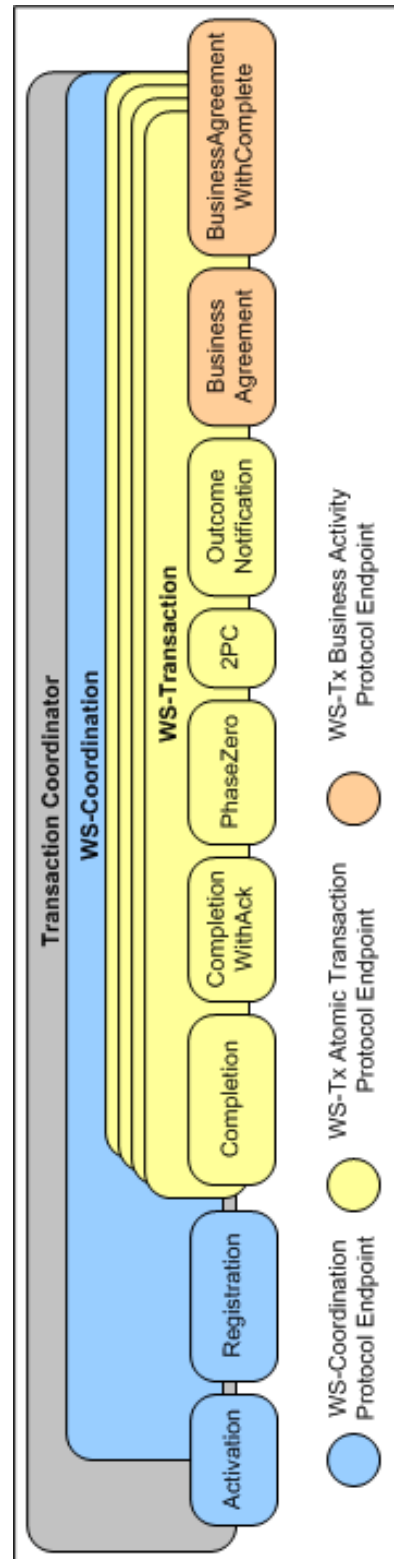 Transaction Coordinator
WS-Coordination
WS-Transaction
Activation
Registration
Completion
Completion
WithAck
PhaseZero
2PC
Outcome
Notification
Business
Agreement
BusinessAgreement
WithComplete
WS-Coordination
Protocol Endpoint
WS-Tx Atomic Transaction
Protocol Endpoint
WS-Tx Business Activity
Protocol Endpoint